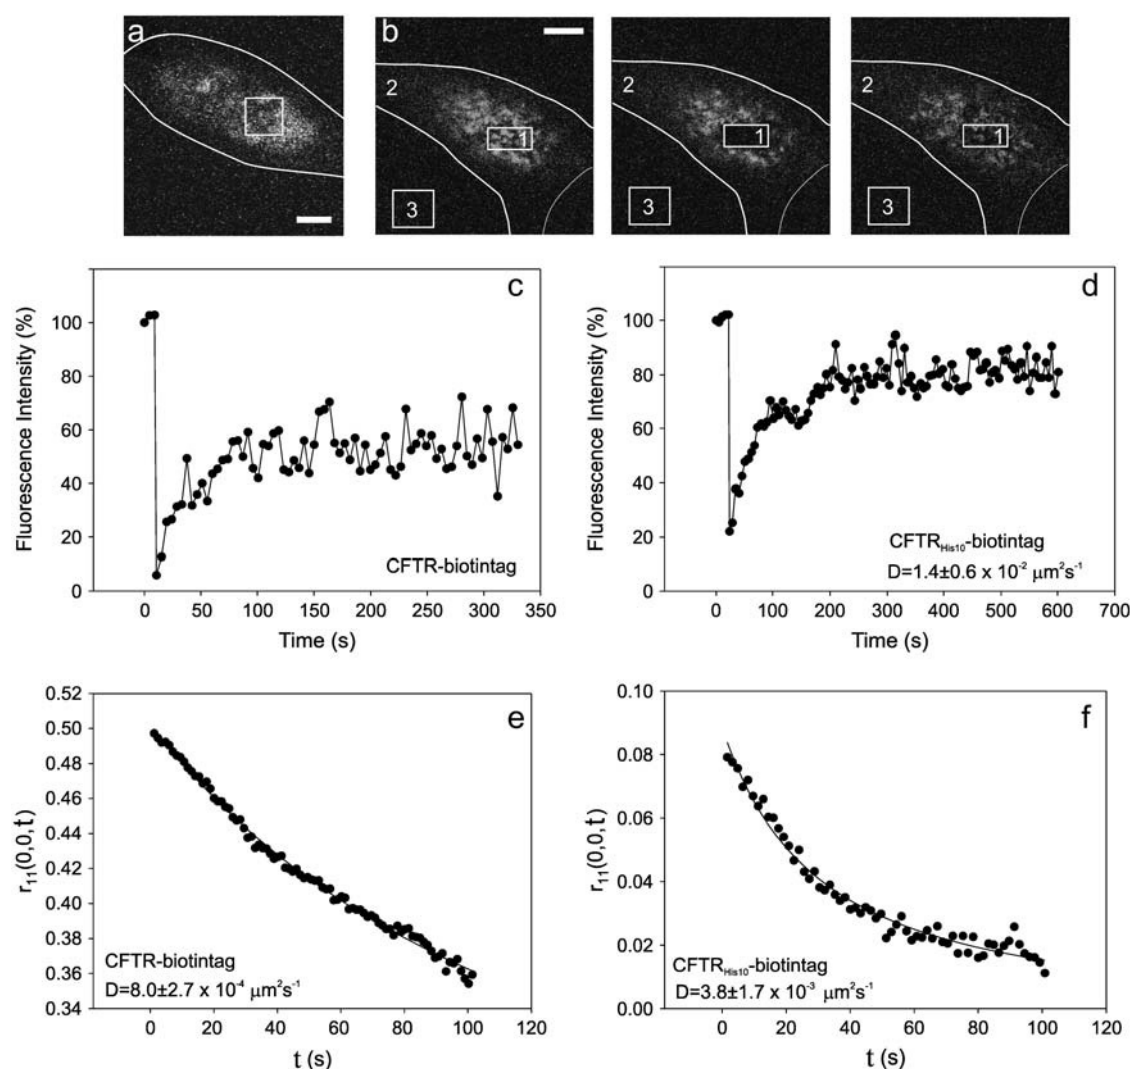 a
b
2
1
3
2
1
3
2
1
3
c
Fluorescence Intensity (%)
100
80
60
40
20
0
CFTR-biotintag
0 50 100 150 200 250 300 350
Time (s)
d
Fluorescence Intensity (%)
100
80
60
40
20
0
CFTRHis10-biotintag
D=1.4±0.6 x 10-2 μm2s-1
0 100 200 300 400 500 600 700
Time (s)
e
r11(0,0,t)
0.52
0.50
0.48
0.46
0.44
0.42
0.40
0.38
0.36
0.34
CFTR-biotintag
D=8.0±2.7 x 10-4 μm2s-1
0 20 40 60 80 100 120
t (s)
f
r11(0,0,t)
0.10
0.08
0.06
0.04
0.02
0.00
CFTRHis10-biotintag
D=3.8±1.7 x 10-3 μm2s-1
0 20 40 60 80 100 120
t (s)